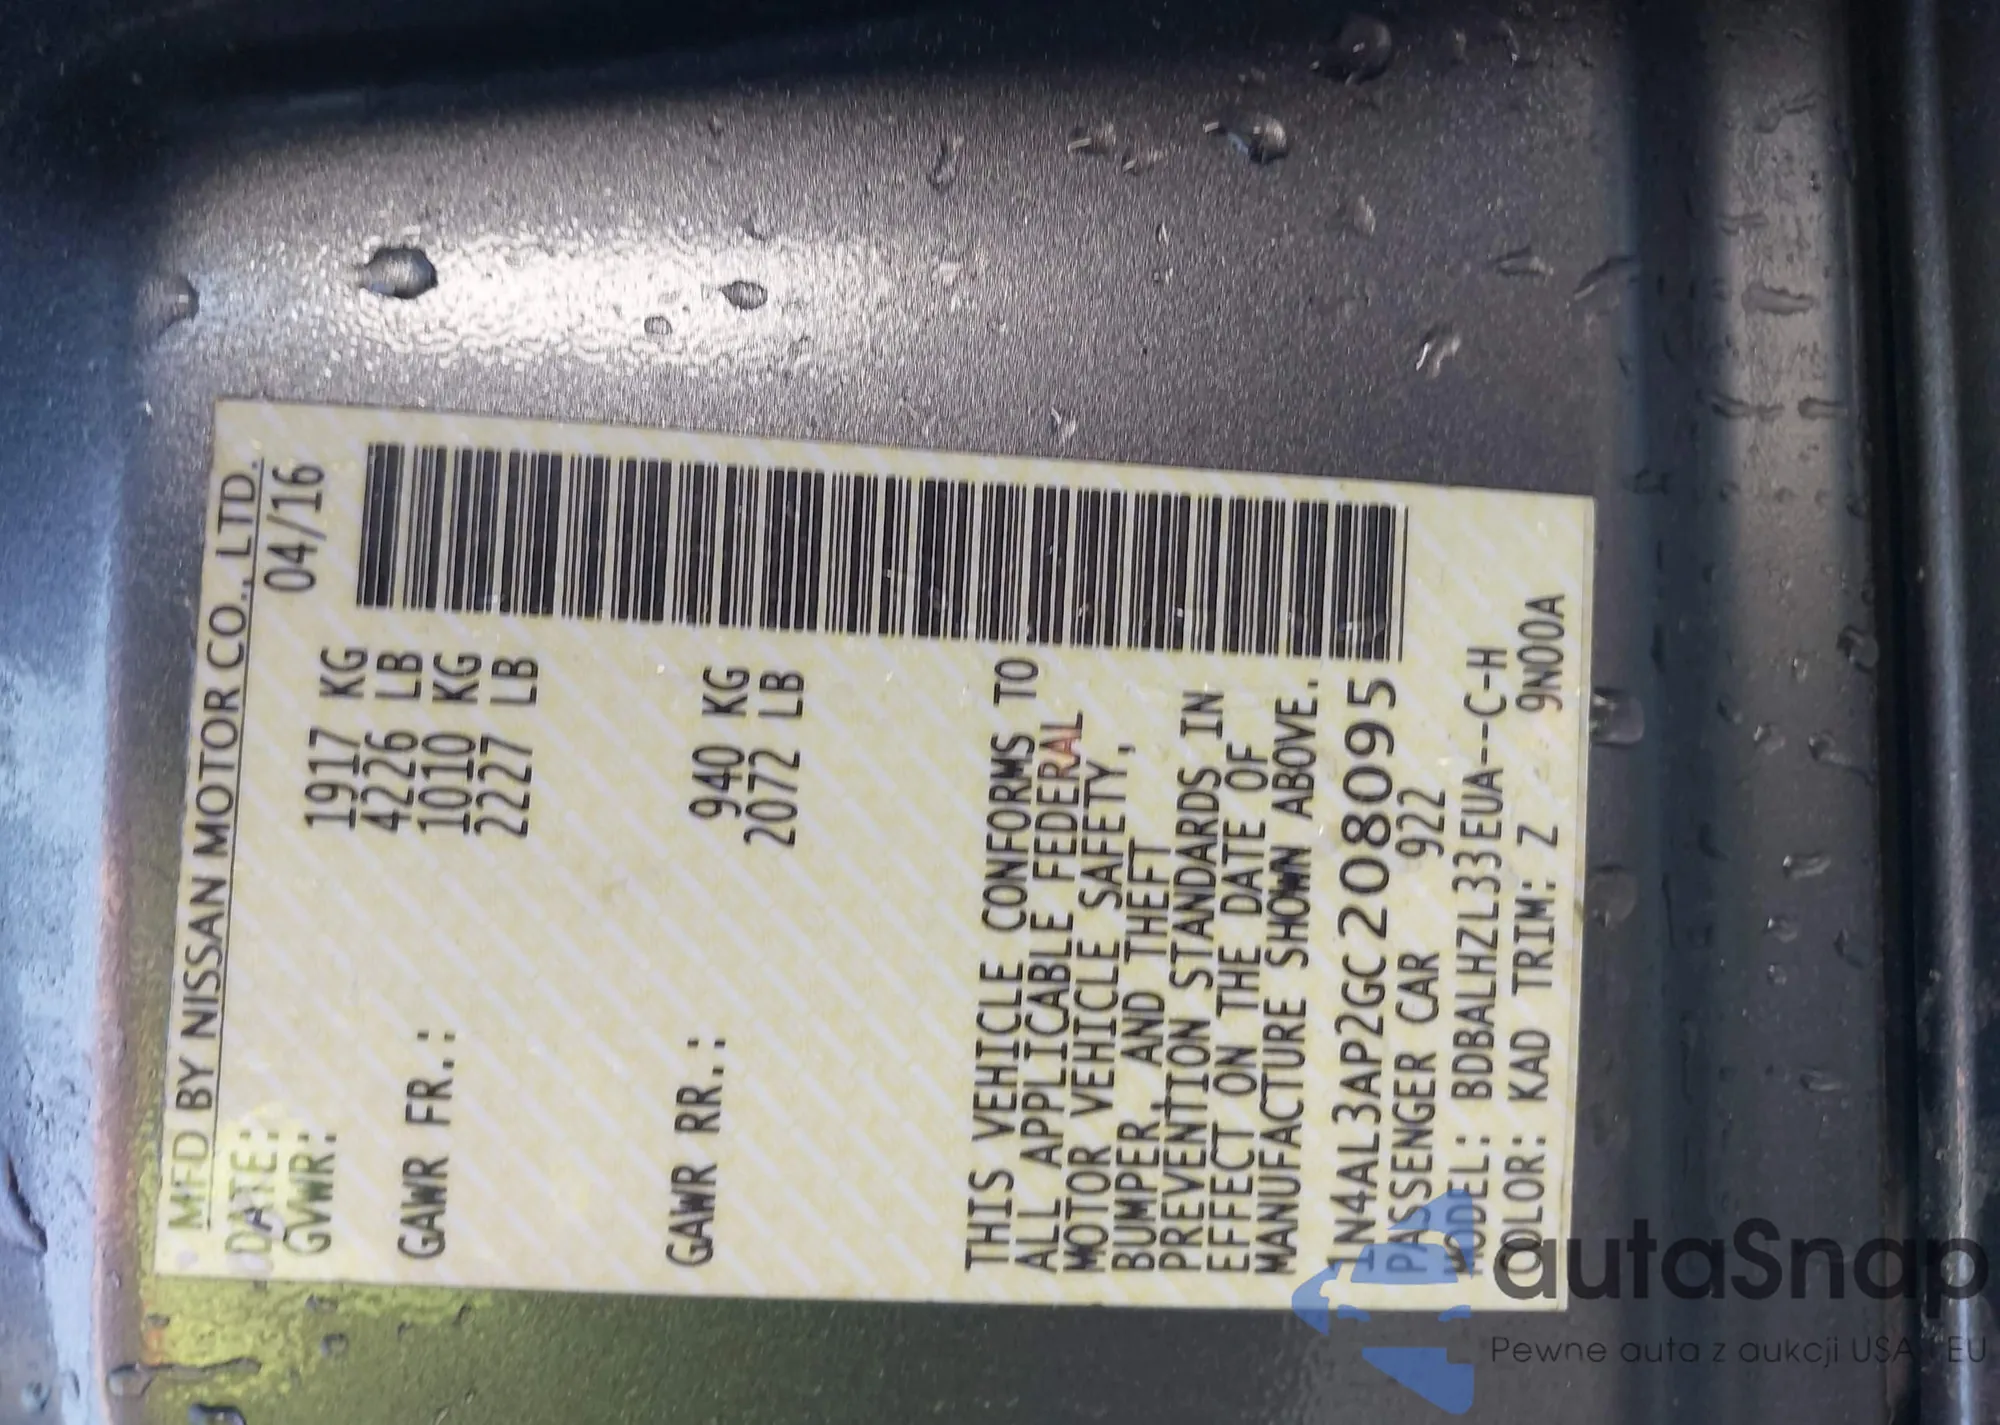 MFD BY NISSAN MOTOR CO., LTD.
DATE: 04/16
GVWR: 1917 KG
4226 LB
GAWR FR.: 1010 KG
2227 LB
GAWR RR.: 940 KG
2072 LB
THIS VEHICLE CONFORMS TO
ALL APPLICABLE FEDERAL
MOTOR VEHICLE SAFETY,
BUMPER, AND THEFT
PREVENTION STANDARDS IN
EFFECT ON THE DATE OF
MANUFACTURE SHOWN ABOVE.
1N4AL3AP2GC208095
PASSENGER CAR 922
MODEL: BDBALHZL33EUA--C-H
COLOR: KAD TRIM: Z 9N00A
autaSnap
Pewne auta z aukcji USA i EU